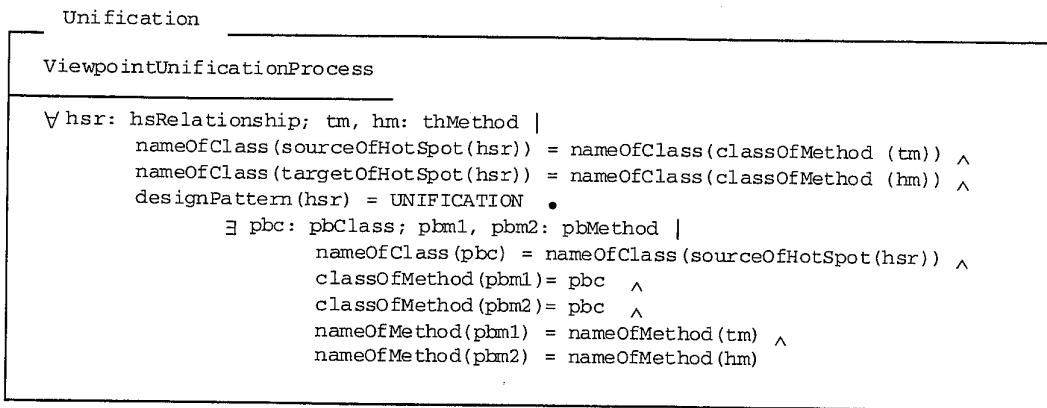 Unification
ViewpointUnificationProcess
∀ hsr: hsRelationship; tm, hm: thMethod |
nameOfClass(sourceOfHotSpot(hsr)) = nameOfClass(classOfMethod (tm)) ∧
nameOfClass(targetOfHotSpot(hsr)) = nameOfClass(classOfMethod (hm)) ∧
designPattern(hsr) = UNIFICATION •
∃ pbc: pbClass; pbm1, pbm2: pbMethod |
nameOfClass(pbc) = nameOfClass(sourceOfHotSpot(hsr)) ∧
classOfMethod(pbm1)= pbc ∧
classOfMethod(pbm2)= pbc ∧
nameOfMethod(pbm1) = nameOfMethod(tm) ∧
nameOfMethod(pbm2) = nameOfMethod(hm)